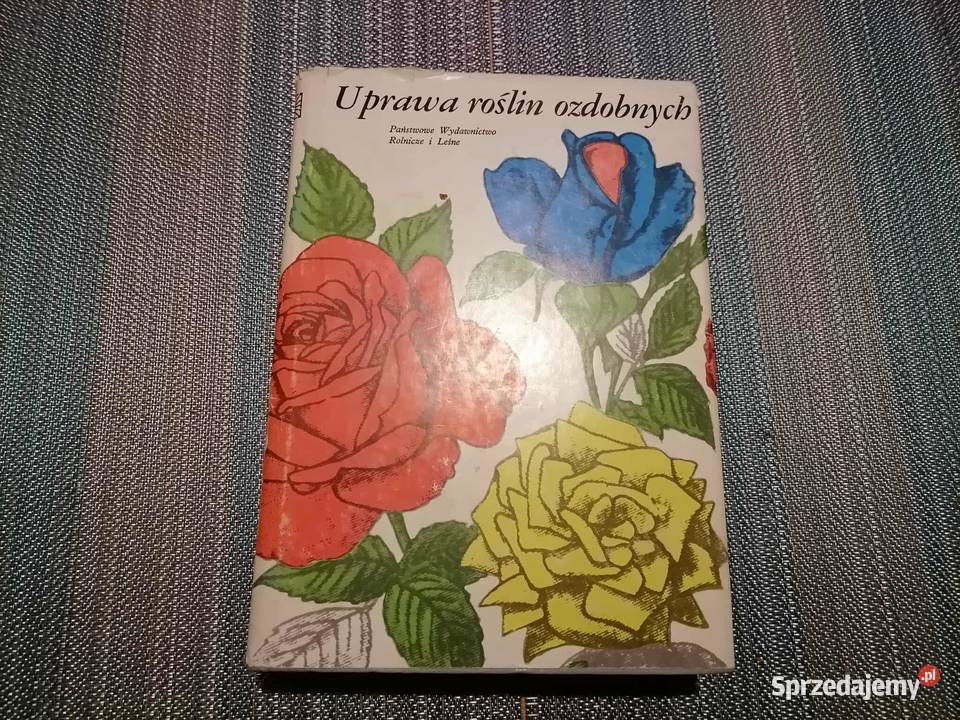 Uprawa roślin ozdobnych
Państwowe Wydawnictwo
Rolnicze i Leśne
Sprzedajemy.pl